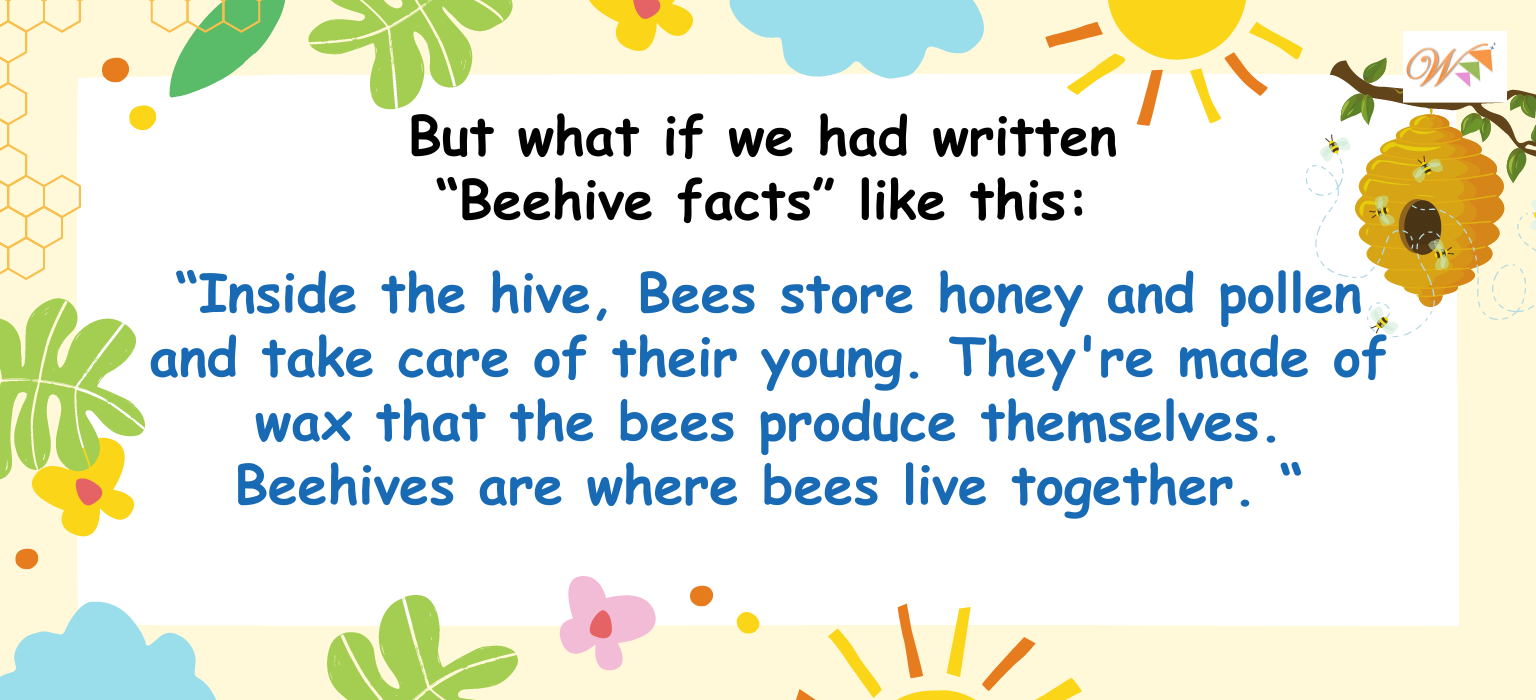 W
But what if we had written
“Beehive facts” like this:
“Inside the hive, Bees store honey and pollen
and take care of their young. They're made of
wax that the bees produce themselves.
Beehives are where bees live together. “